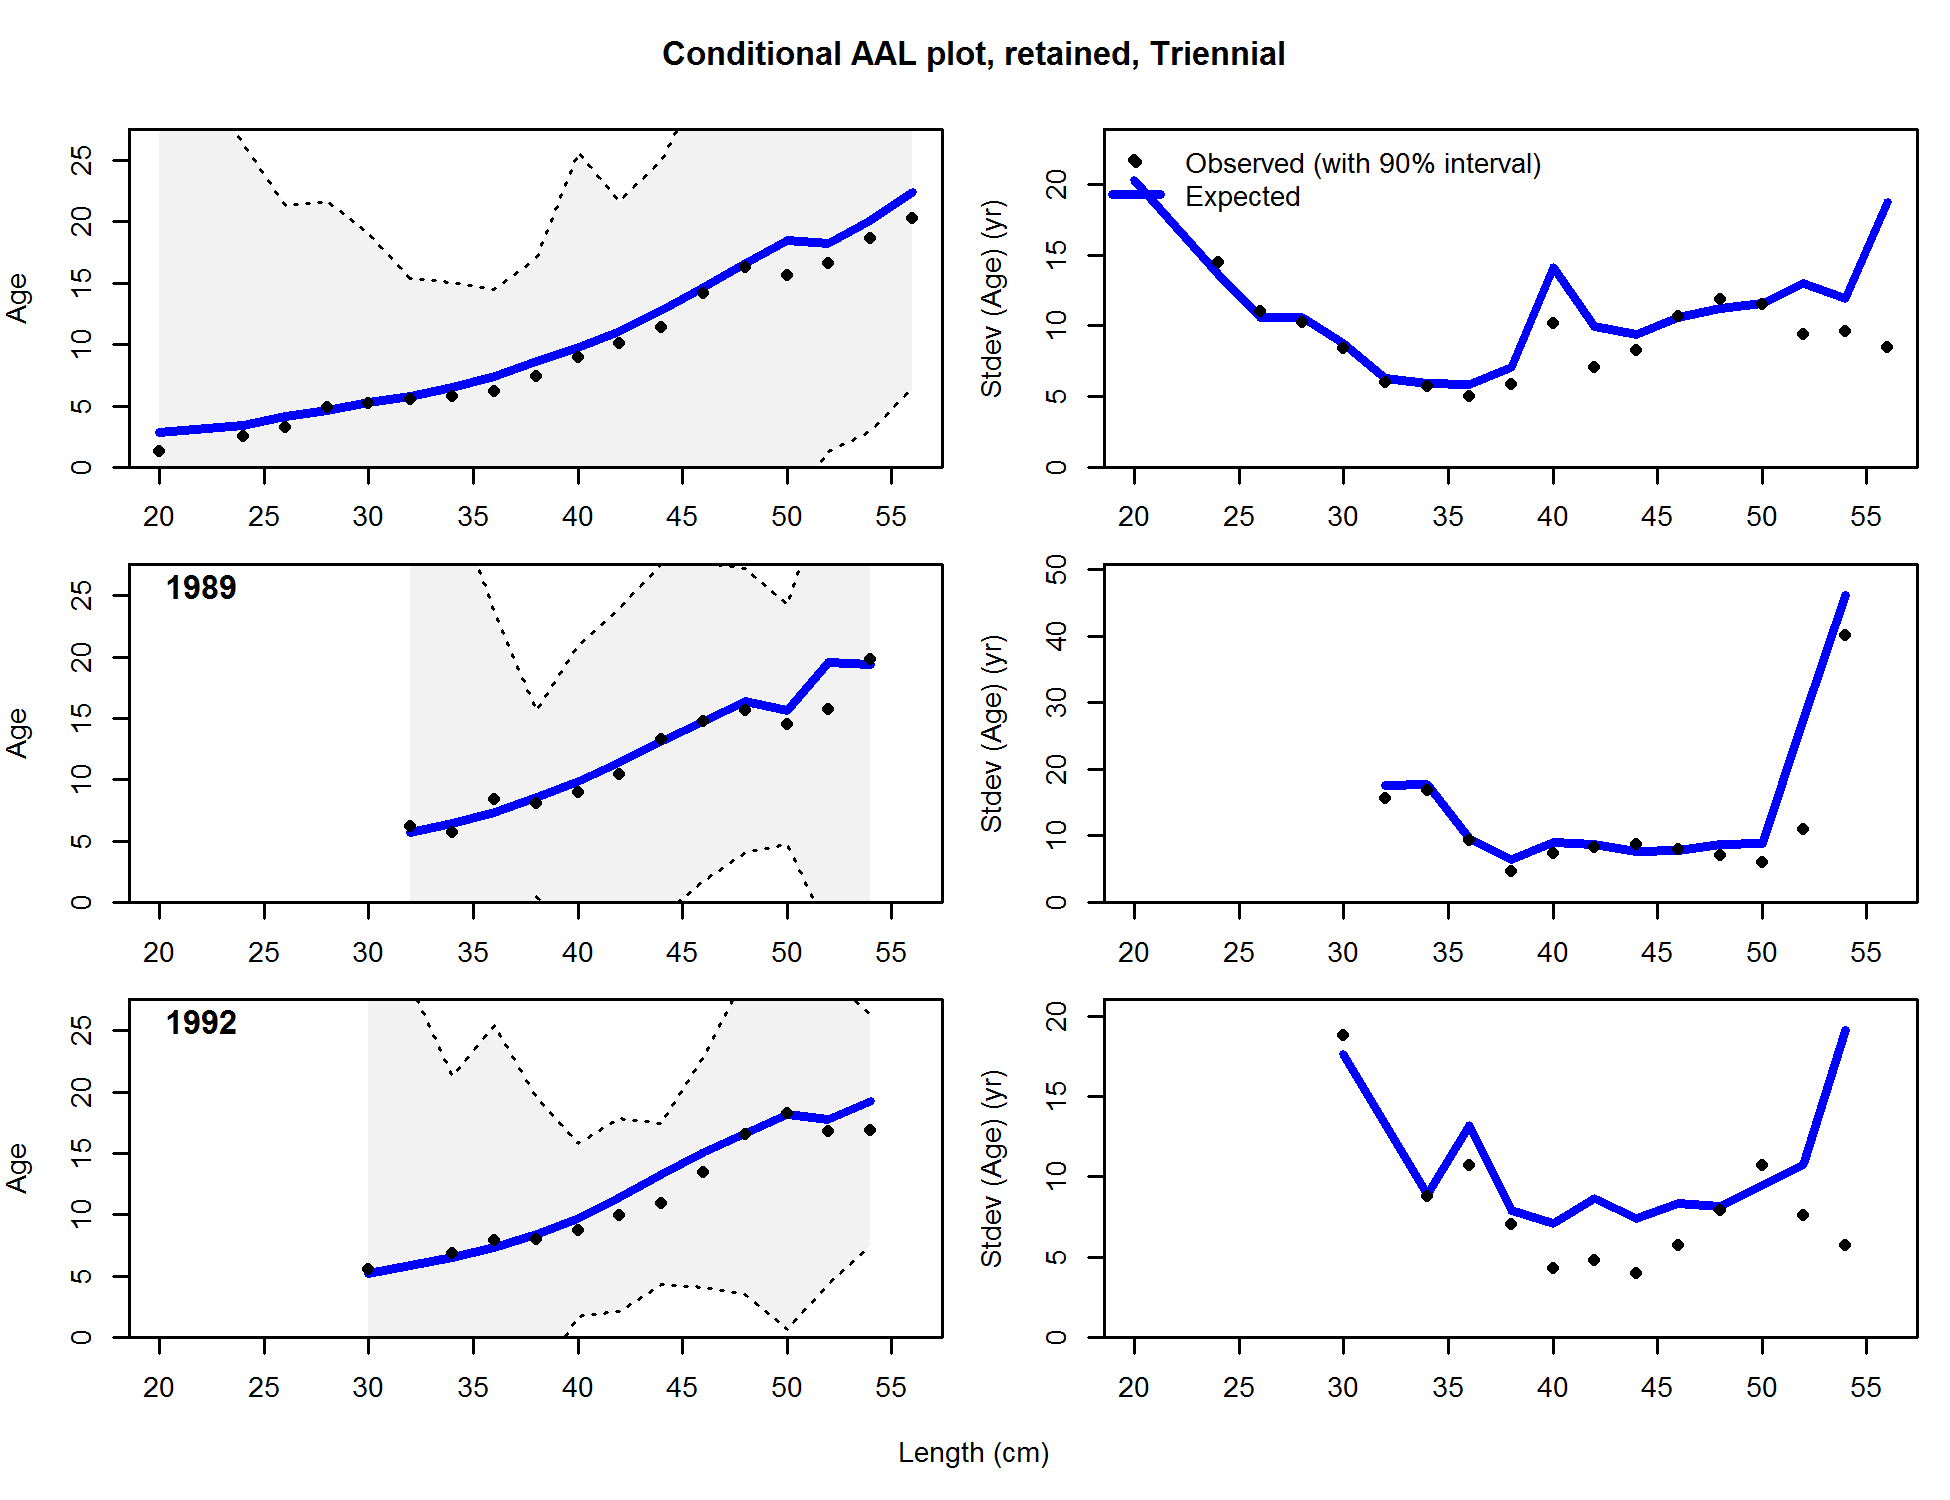 Conditional AAL plot, retained, Triennial
Age
0 5 10 15 20 25
20 25 30 35 40 45 50 55
Stdev (Age) (yr)
0 5 10 15 20
Observed (with 90% interval)
Expected
20 25 30 35 40 45 50 55
Age
0 5 10 15 20 25
1989
20 25 30 35 40 45 50 55
Stdev (Age) (yr)
0 10 20 30 40 50
20 25 30 35 40 45 50 55
Age
0 5 10 15 20 25
1992
20 25 30 35 40 45 50 55
Stdev (Age) (yr)
0 5 10 15 20
20 25 30 35 40 45 50 55
Length (cm)